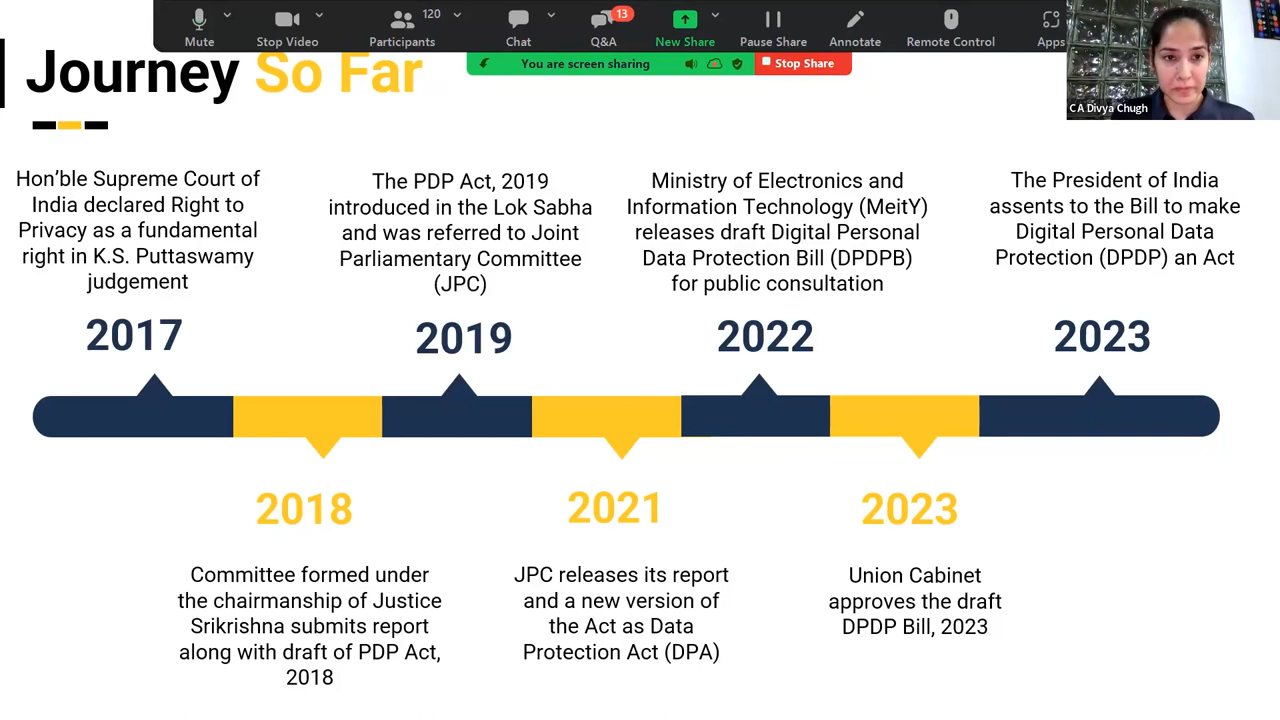 120
13
Mute
Stop Video
Participants
Chat
Q&A
New Share
Pause Share
Annotate
Remote Control
Apps
You are screen sharing
Stop Share
CA Divya Chugh
Journey So Far
Hon’ble Supreme Court of
India declared Right to
Privacy as a fundamental
right in K.S. Puttaswamy
judgement
2017
The PDP Act, 2019
introduced in the Lok Sabha
and was referred to Joint
Parliamentary Committee
(JPC)
2019
Ministry of Electronics and
Information Technology (MeitY)
releases draft Digital Personal
Data Protection Bill (DPDPB)
for public consultation
2022
The President of India
assents to the Bill to make
Digital Personal Data
Protection (DPDP) an Act
2023
2018
Committee formed under
the chairmanship of Justice
Srikrishna submits report
along with draft of PDP Act,
2018
2021
JPC releases its report
and a new version of
the Act as Data
Protection Act (DPA)
2023
Union Cabinet
approves the draft
DPDP Bill, 2023